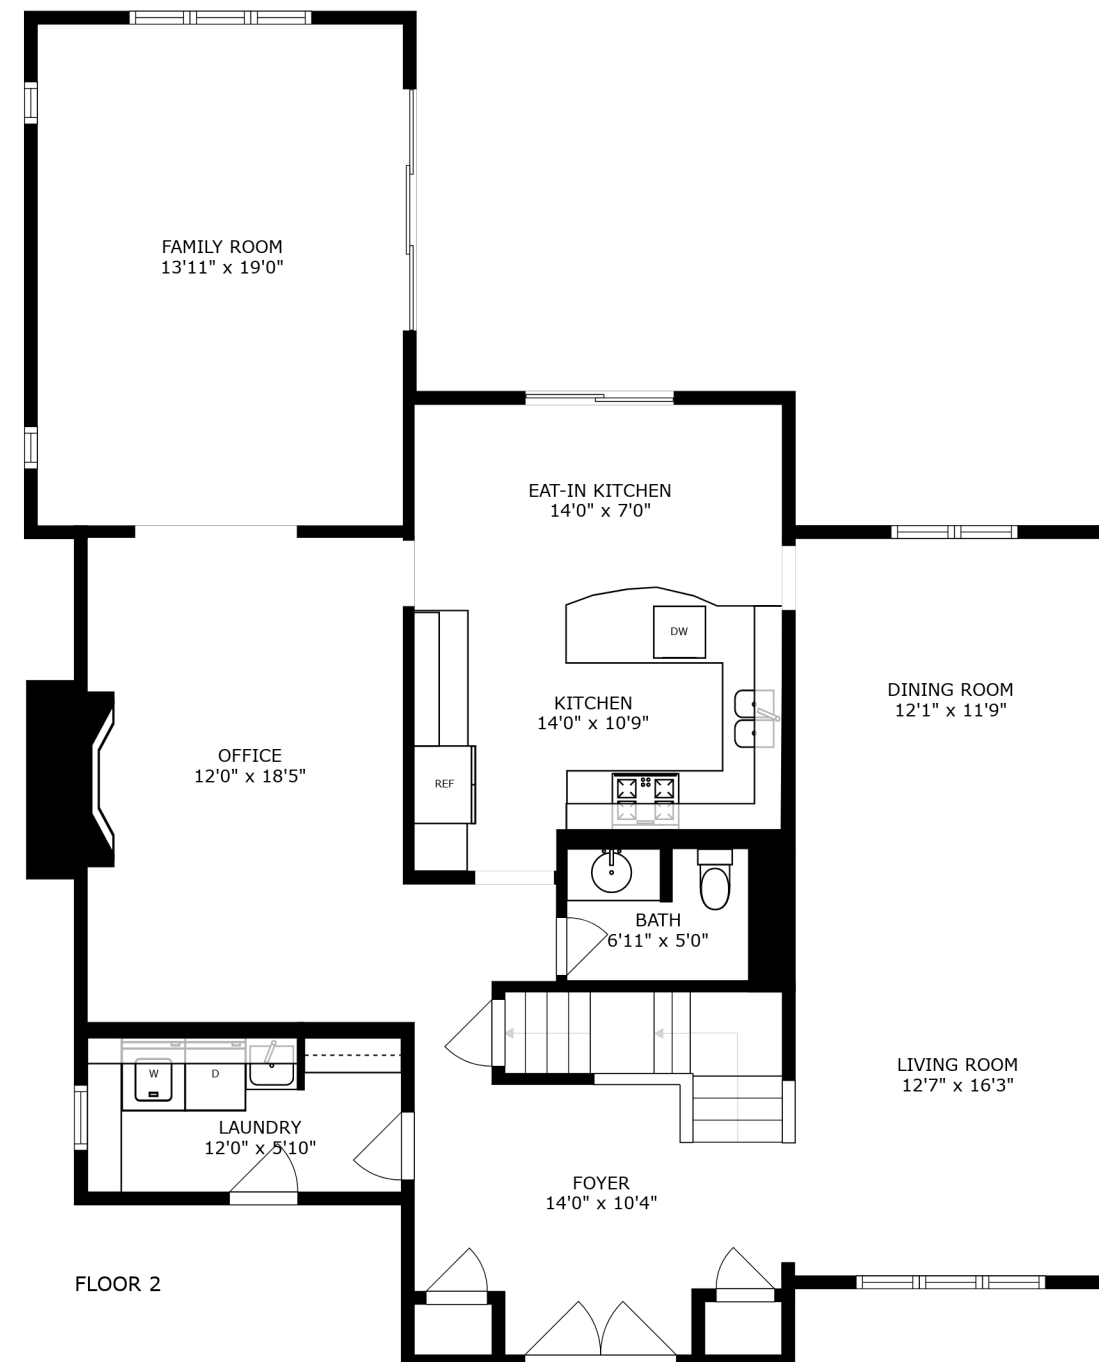 FAMILY ROOM
13'11" x 19'0"
EAT-IN KITCHEN
14'0" x 7'0"
DW
KITCHEN
14'0" x 10'9"
REF
DINING ROOM
12'1" x 11'9"
OFFICE
12'0" x 18'5"
BATH
6'11" x 5'0"
W
D
LAUNDRY
12'0" x 5'10"
LIVING ROOM
12'7" x 16'3"
FOYER
14'0" x 10'4"
FLOOR 2